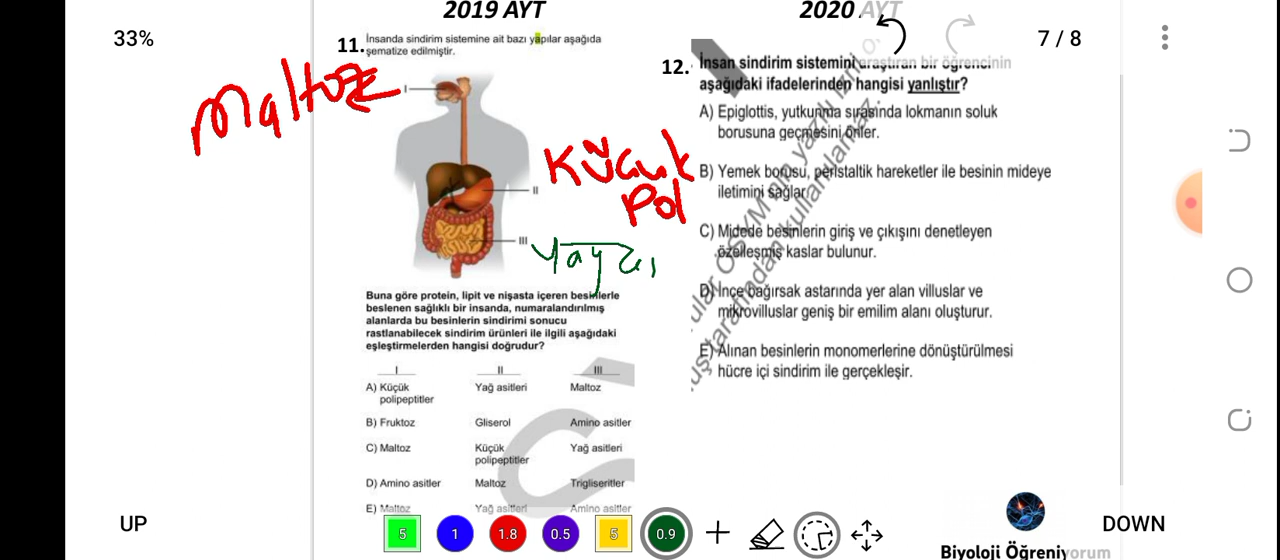 2019 AYT
2020 AYT
33%
7 / 8
11. İnsanda sindirim sistemine ait bazı yapılar aşağıda
şematize edilmiştir.
Maltoz
I
II
III
Küçük
Pol
Buna göre protein, lipit ve nişasta içeren besinlerle
beslenen sağlıklı bir insanda, numaralandırılmış
alanlarda bu besinlerin sindirimi sonucu
rastlanabilecek sindirim ürünleri ile ilgili aşağıdaki
eşleştirmelerden hangisi doğrudur?
I II III
A) Küçük Yağ asitleri Maltoz
polipeptitler
B) Fruktoz Gliserol Amino asitler
C) Maltoz Küçük Yağ asitleri
polipeptitler
D) Amino asitler Maltoz Trigliseritler
E) Maltoz Yağ asitleri Amino asitler
12. İnsan sindirim sistemini araştıran bir öğrencinin
aşağıdaki ifadelerinden hangisi yanlıştır?
A) Epiglottis, yutkunma sırasında lokmanın soluk
borusuna geçmesini önler.
B) Yemek borusu, peristaltik hareketler ile besinin mideye
iletimini sağlar
C) Midede besinlerin giriş ve çıkışını denetleyen
özelleşmiş kaslar bulunur.
D) İnce bağırsak astarında yer alan villuslar ve
mikrovilluslar geniş bir emilim alanı oluşturur.
E) Alınan besinlerin monomerlerine dönüştürülmesi
hücre içi sindirim ile gerçekleşir.
UP
5 1 1.8 0.5 5 0.9
DOWN
Biyoloji Öğreniyorum